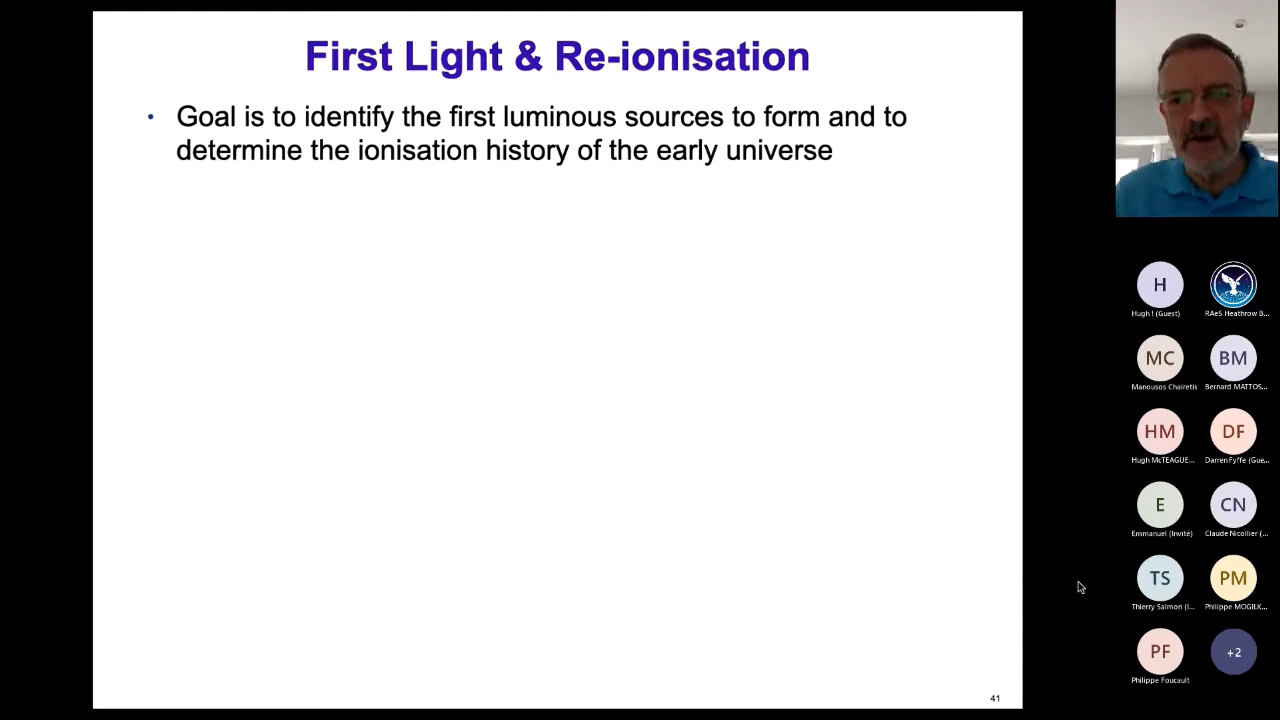 First Light & Re-ionisation
• Goal is to identify the first luminous sources to form and to
determine the ionisation history of the early universe
41
H
Hugh ! (Guest)
RAeS Heathrow B...
MC
Manousos Chairetis
BM
Bernard MATTOS...
HM
Hugh McTEAGUE...
DF
Darren Fyffe (Gue...
E
Emmanuel (Invité)
CN
Claude Nicollier (...
TS
Thierry Salmon (I...
PM
Philippe MOGILK...
PF
Philippe Foucault
+2